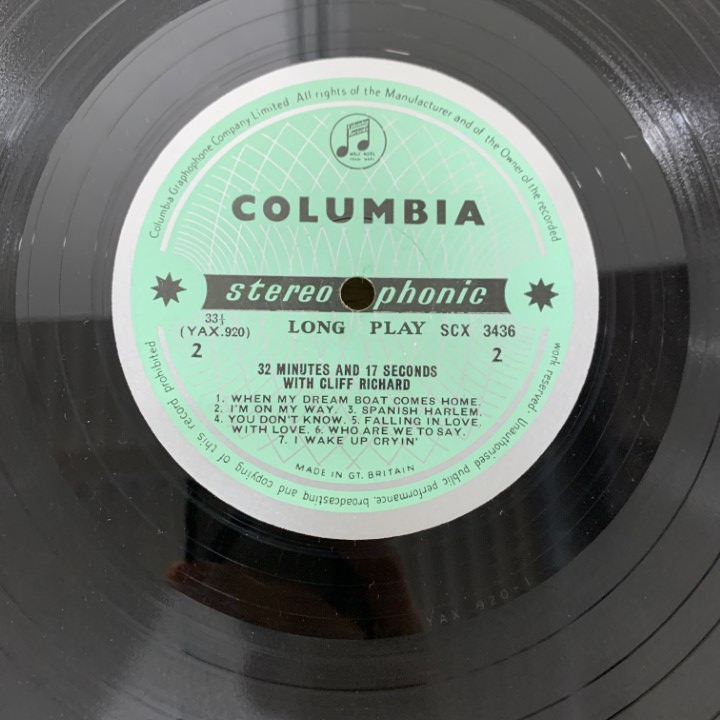 Columbia Graphophone Company Limited. All rights of the Manufacturer and of the Owner of the recorded
work reserved. Unauthorised public performance, broadcasting and copying of this record prohibited
COLUMBIA
stereo phonic
33⅓
LONG PLAY SCX 3436
(YAX.920)
2
2
32 MINUTES AND 17 SECONDS
WITH CLIFF RICHARD
1. WHEN MY DREAM BOAT COMES HOME.
2. I'M ON MY WAY. 3. SPANISH HARLEM.
4. YOU DON'T KNOW. 5. FALLING IN LOVE
WITH LOVE. 6. WHO ARE WE TO SAY.
7. I WAKE UP CRYIN'
MADE IN GT. BRITAIN
YAX 920-1